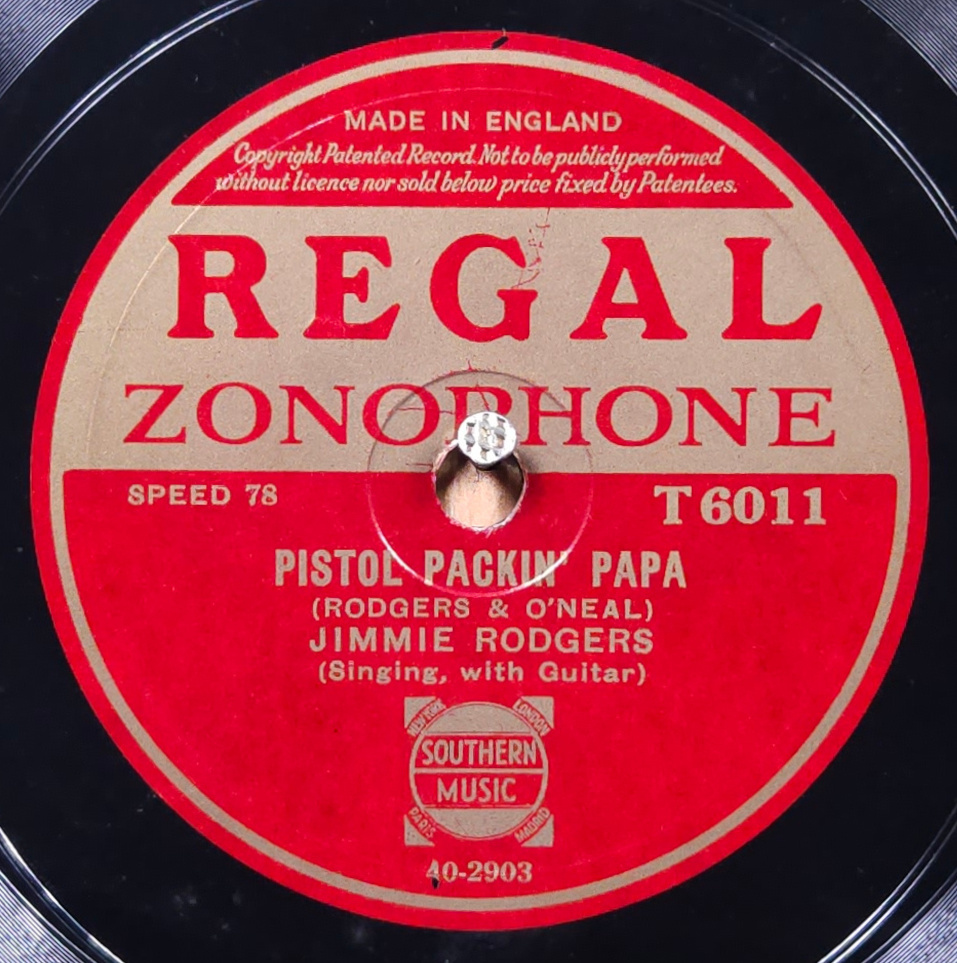 MADE IN ENGLAND
Copyright Patented Record. Not to be publicly performed
without licence nor sold below price fixed by Patentees.
REGAL
ZONOPHONE
SPEED 78
T6011
PISTOL PACKIN' PAPA
(RODGERS & O'NEAL)
JIMMIE RODGERS
(Singing, with Guitar)
NEW YORK
LONDON
SOUTHERN
MUSIC
PARIS
MADRID
40-2903